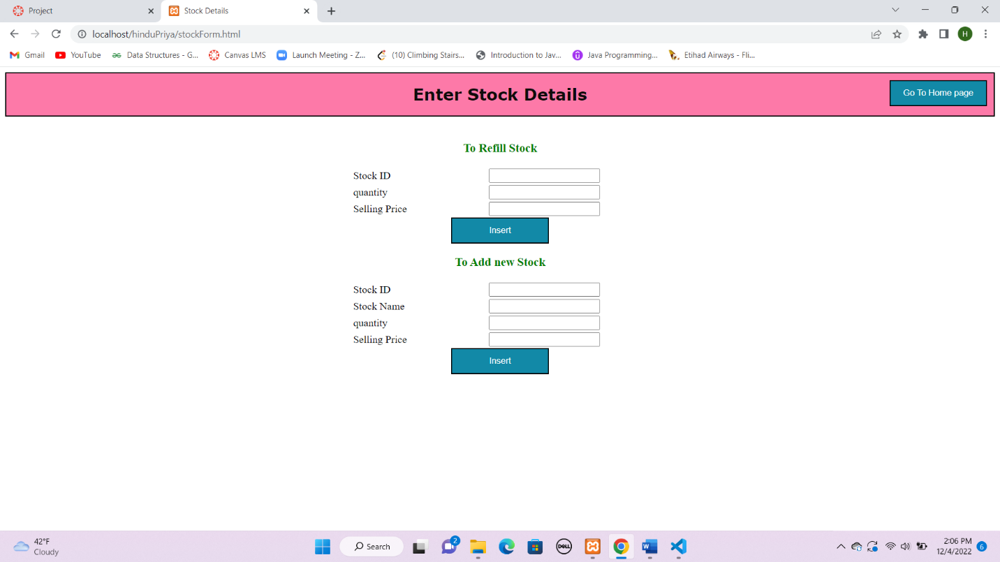 Project
Stock Details
localhost/hinduPriya/stockForm.html
H
Gmail YouTube Data Structures - G... Canvas LMS Launch Meeting - Z... (10) Climbing Stairs... Introduction to Jav... Java Programming... Etihad Airways - Fli...
Enter Stock Details
Go To Home page
To Refill Stock
Stock ID
quantity
Selling Price
Insert
To Add new Stock
Stock ID
Stock Name
quantity
Selling Price
Insert
42°F
Cloudy
Search
2
DELL
W
2:06 PM
12/4/2022
6